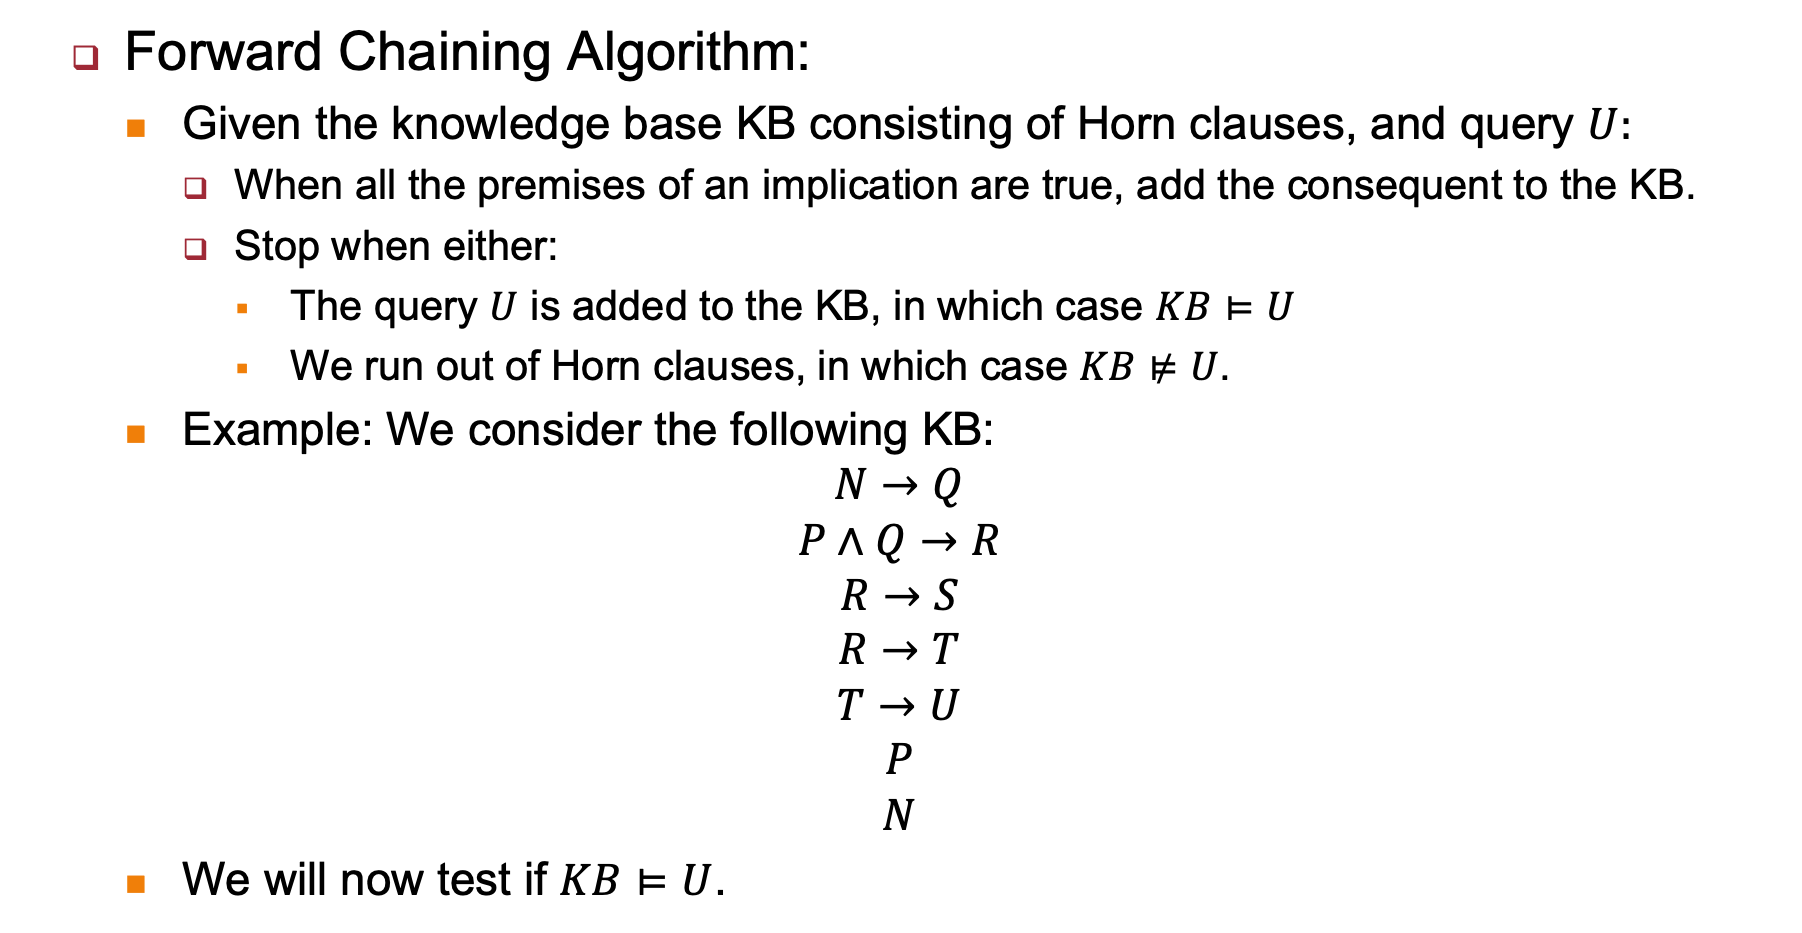 Forward Chaining Algorithm:
Given the knowledge base KB consisting of Horn clauses, and query U:
When all the premises of an implication are true, add the consequent to the KB.
Stop when either:
The query U is added to the KB, in which case KB ⊨ U
We run out of Horn clauses, in which case KB ⊭ U.
Example: We consider the following KB:
N → Q
P ∧ Q → R
R → S
R → T
T → U
P
N
We will now test if KB ⊨ U.